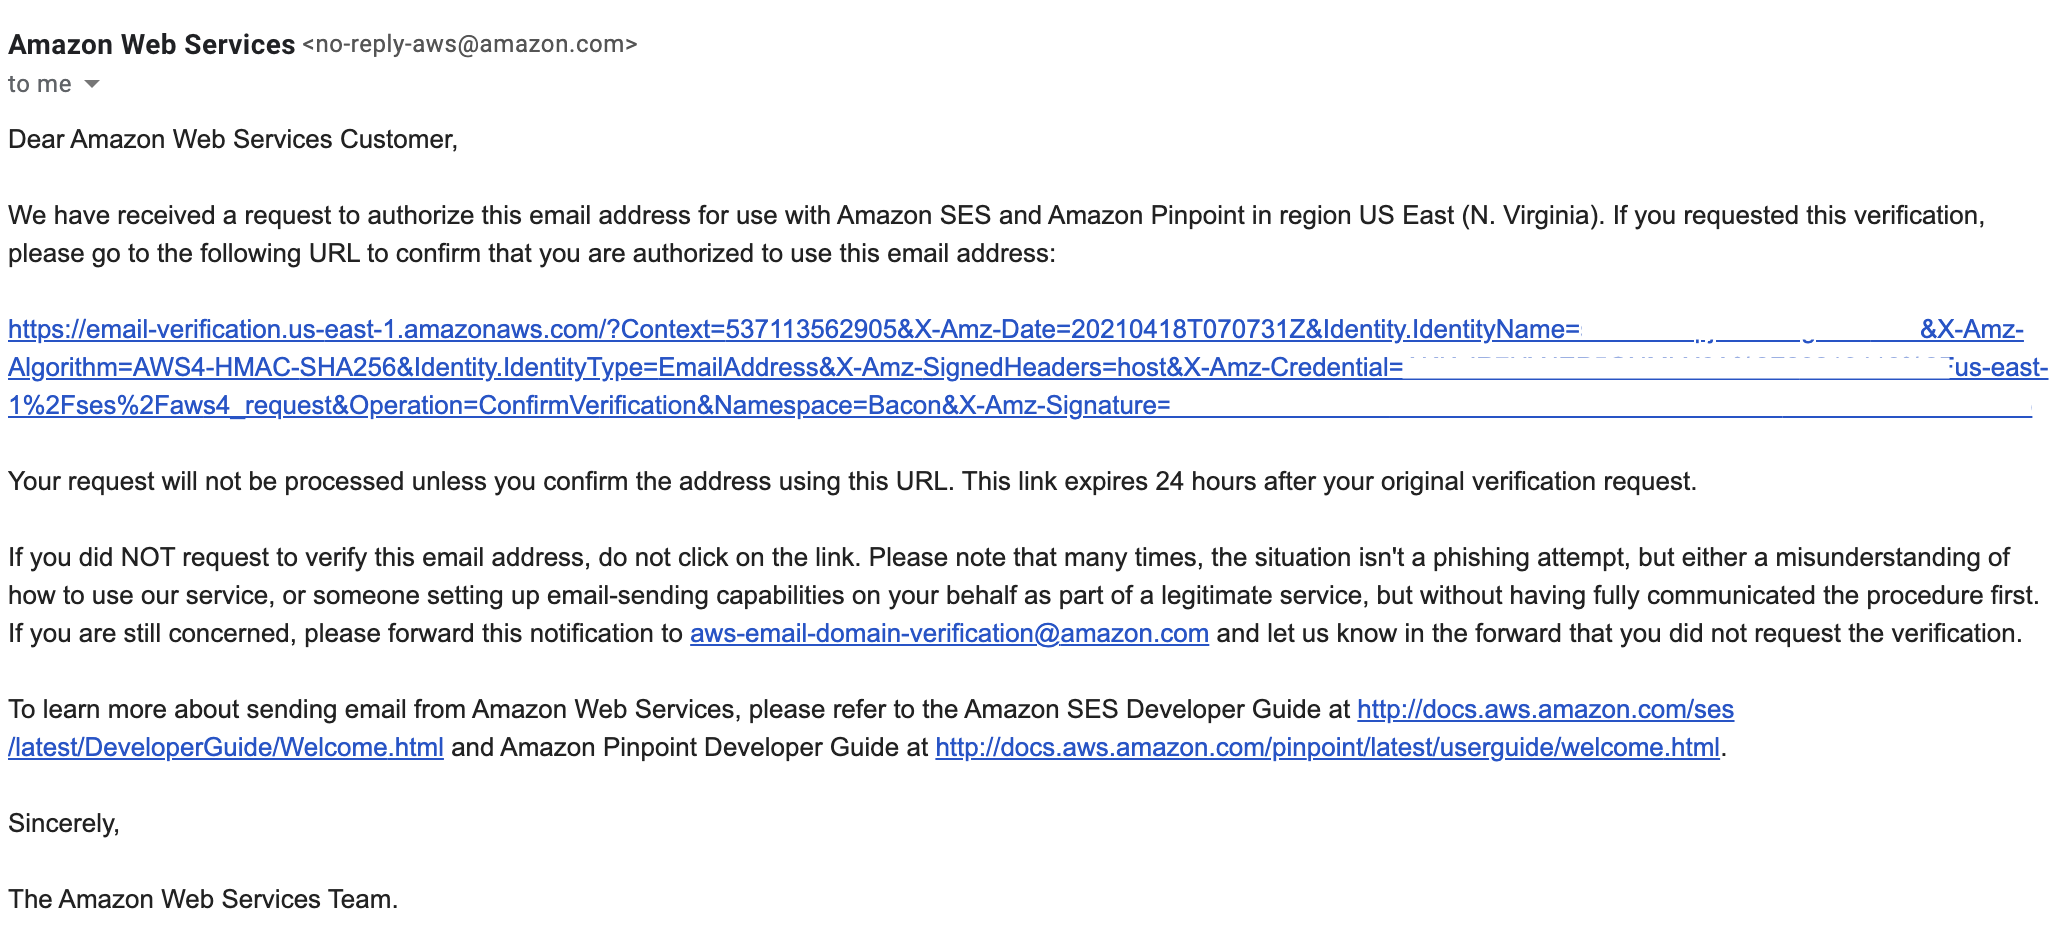 Amazon Web Services <no-reply-aws@amazon.com>
to me
Dear Amazon Web Services Customer,
We have received a request to authorize this email address for use with Amazon SES and Amazon Pinpoint in region US East (N. Virginia). If you requested this verification,
please go to the following URL to confirm that you are authorized to use this email address:
https://email-verification.us-east-1.amazonaws.com/?Context=537113562905&X-Amz-Date=20210418T070731Z&Identity.IdentityName= &X-Amz-
Algorithm=AWS4-HMAC-SHA256&Identity.IdentityType=EmailAddress&X-Amz-SignedHeaders=host&X-Amz-Credential= us-east-
1%2Fses%2Faws4_request&Operation=ConfirmVerification&Namespace=Bacon&X-Amz-Signature=
Your request will not be processed unless you confirm the address using this URL. This link expires 24 hours after your original verification request.
If you did NOT request to verify this email address, do not click on the link. Please note that many times, the situation isn't a phishing attempt, but either a misunderstanding of
how to use our service, or someone setting up email-sending capabilities on your behalf as part of a legitimate service, but without having fully communicated the procedure first.
If you are still concerned, please forward this notification to aws-email-domain-verification@amazon.com and let us know in the forward that you did not request the verification.
To learn more about sending email from Amazon Web Services, please refer to the Amazon SES Developer Guide at http://docs.aws.amazon.com/ses
/latest/DeveloperGuide/Welcome.html and Amazon Pinpoint Developer Guide at http://docs.aws.amazon.com/pinpoint/latest/userguide/welcome.html.
Sincerely,
The Amazon Web Services Team.